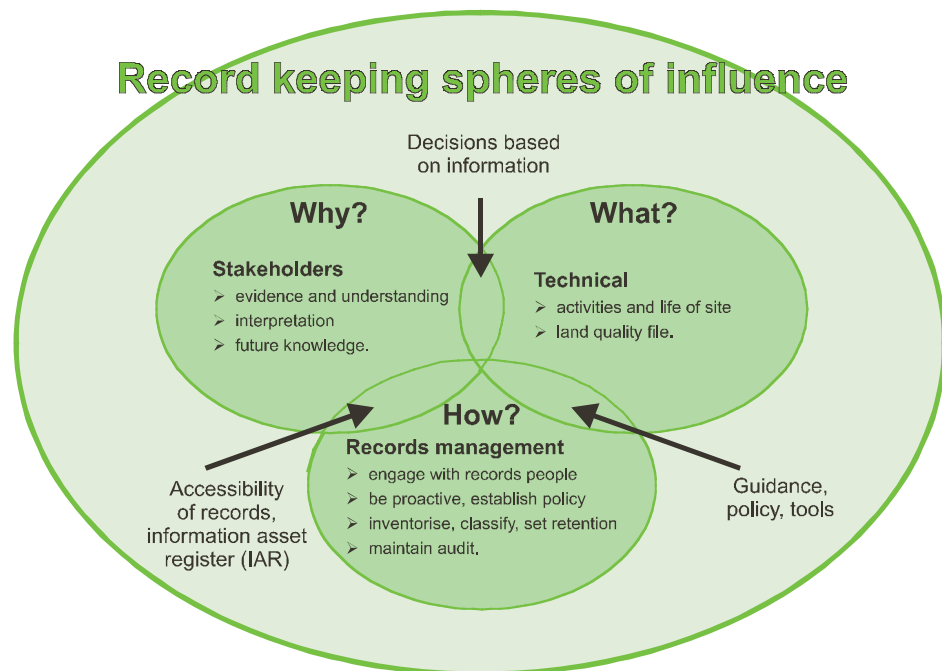 Record keeping spheres of influence
Decisions based
on information
Why?
Stakeholders
➢ evidence and understanding
➢ interpretation
➢ future knowledge.
What?
Technical
➢ activities and life of site
➢ land quality file.
How?
Records management
➢ engage with records people
➢ be proactive, establish policy
➢ inventorise, classify, set retention
➢ maintain audit.
Accessibility
of records,
information asset
register (IAR)
Guidance,
policy, tools